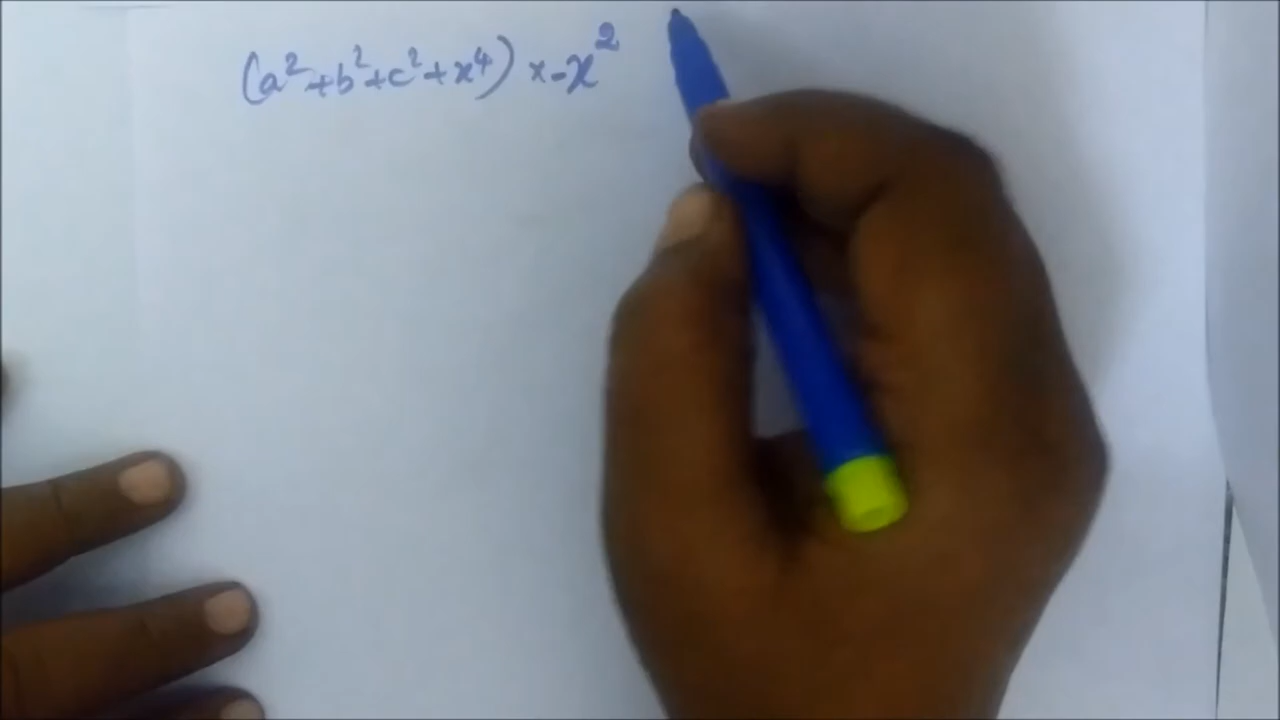 (a² + b² + c² + x⁴) × -x²